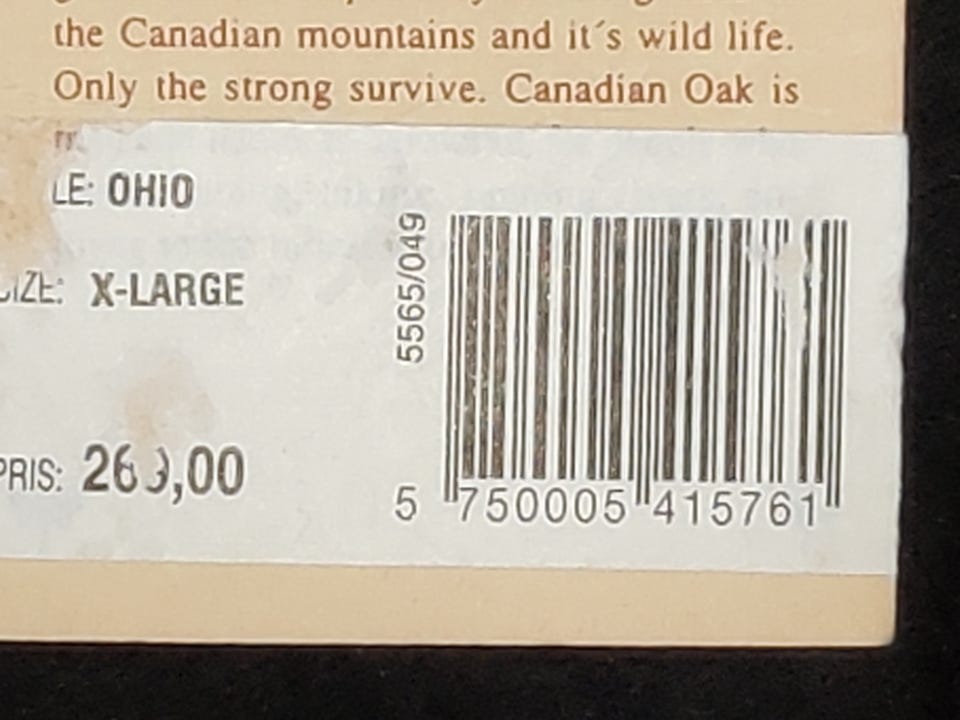 the Canadian mountains and it´s wild life.
Only the strong survive. Canadian Oak is
LE: OHIO
SIZE: X-LARGE
PRIS:
5565/049
5 750005 415761